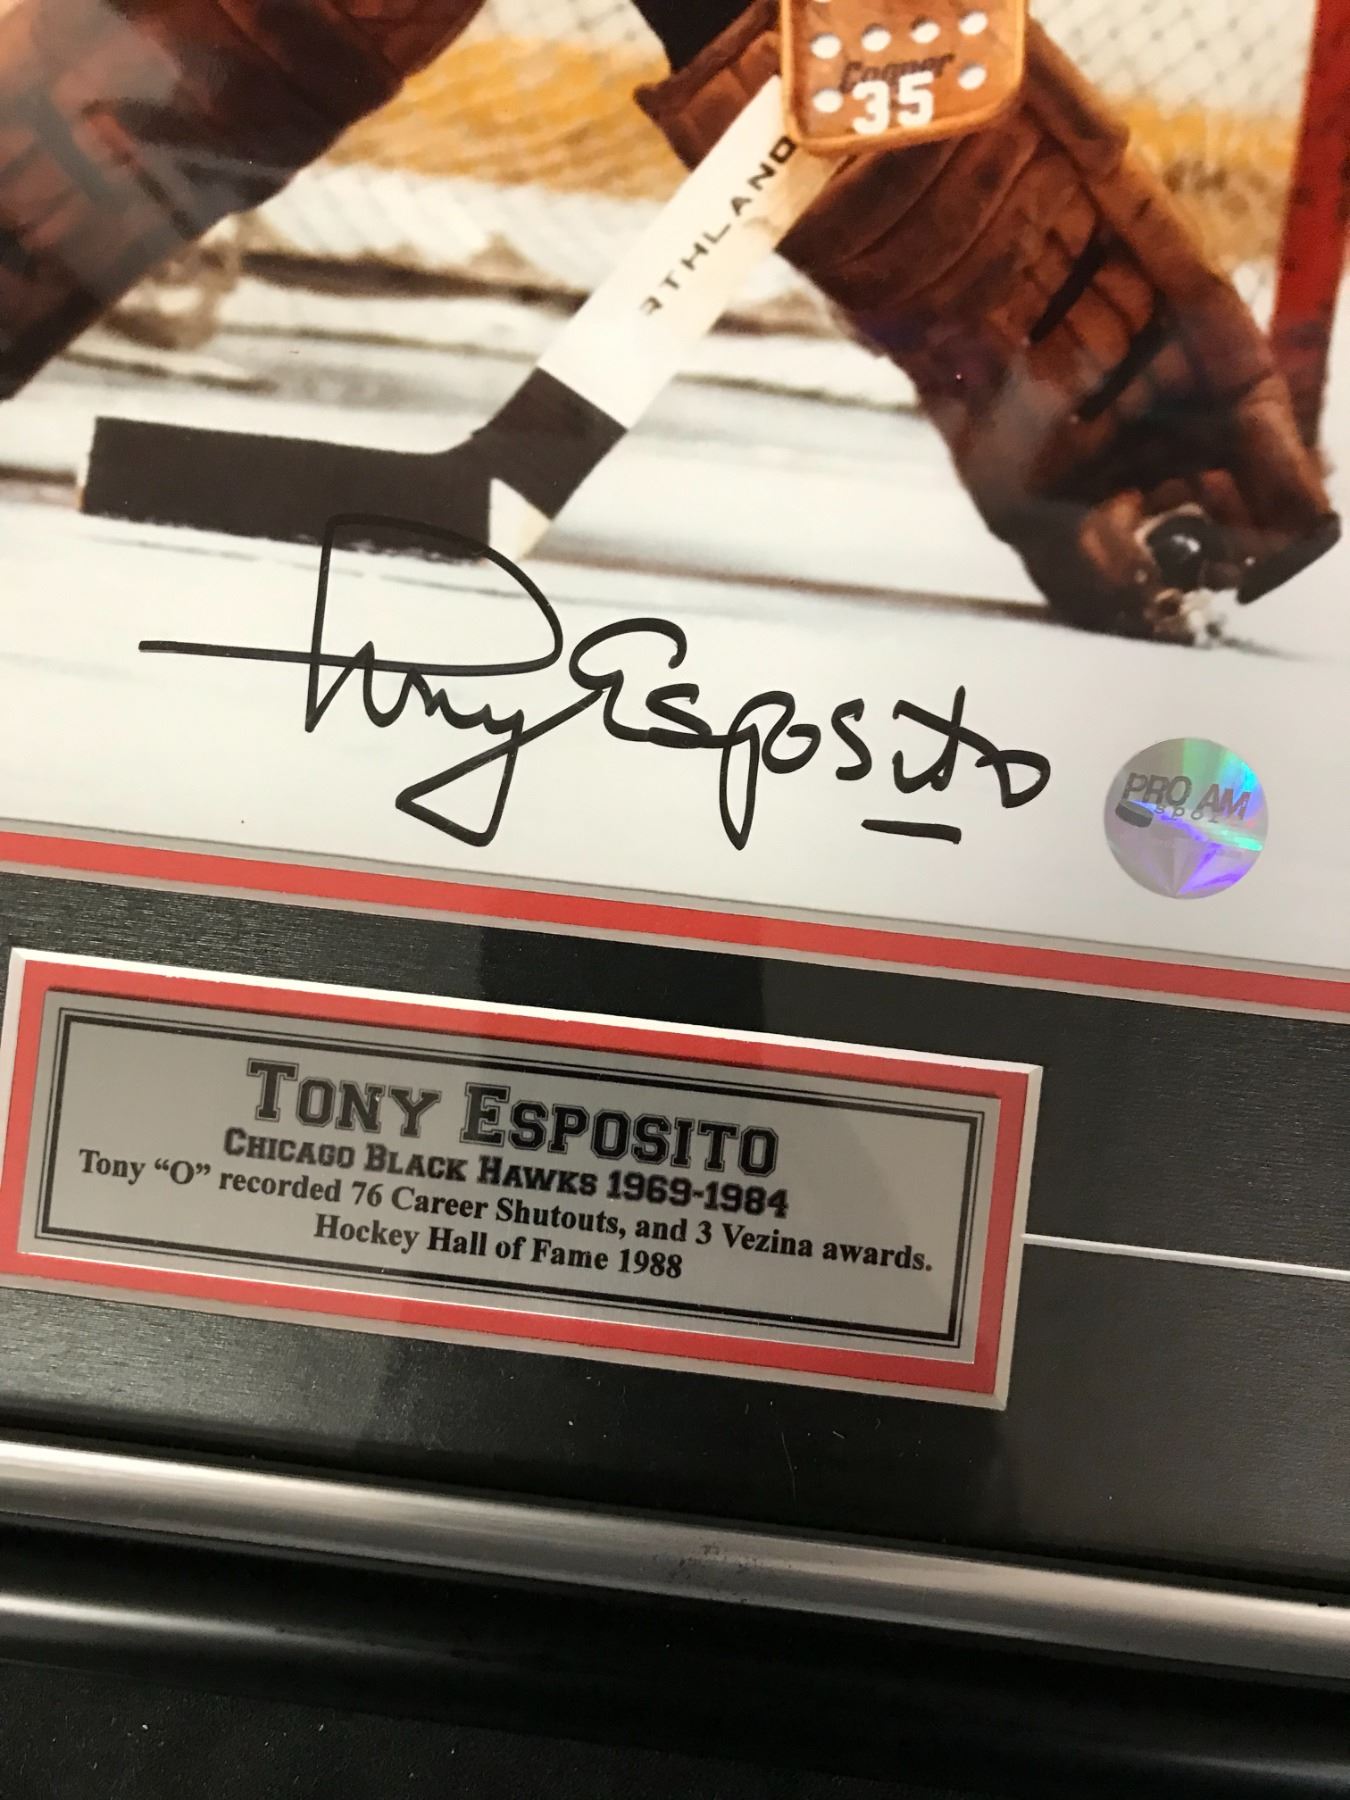 Cooper
35
RTHLAND
Tony Esposito
PRO AM
spor
TONY ESPOSITO
CHICAGO BLACK HAWKS 1969-1984
Tony “O” recorded 76 Career Shutouts, and 3 Vezina awards.
Hockey Hall of Fame 1988